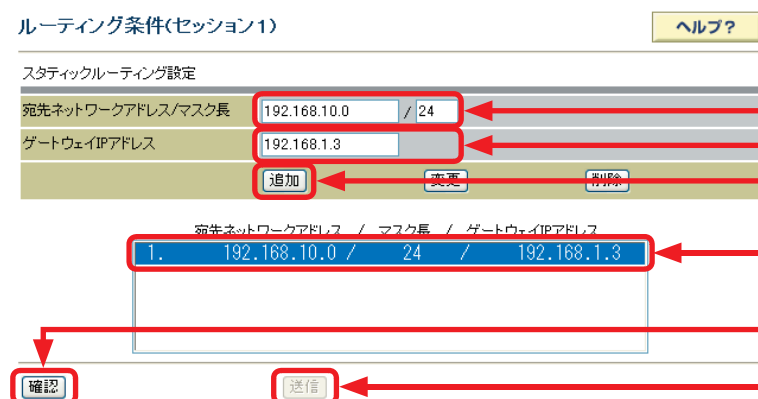 ルーティング条件(セッション1)
ヘルプ?
スタティックルーティング設定
宛先ネットワークアドレス/マスク長 192.168.10.0 / 24
ゲートウェイIPアドレス 192.168.1.3
追加 変更 削除
宛先ネットワークアドレス / マスク長 / ゲートウェイIPアドレス
1. 192.168.10.0 / 24 / 192.168.1.3
確認 送信